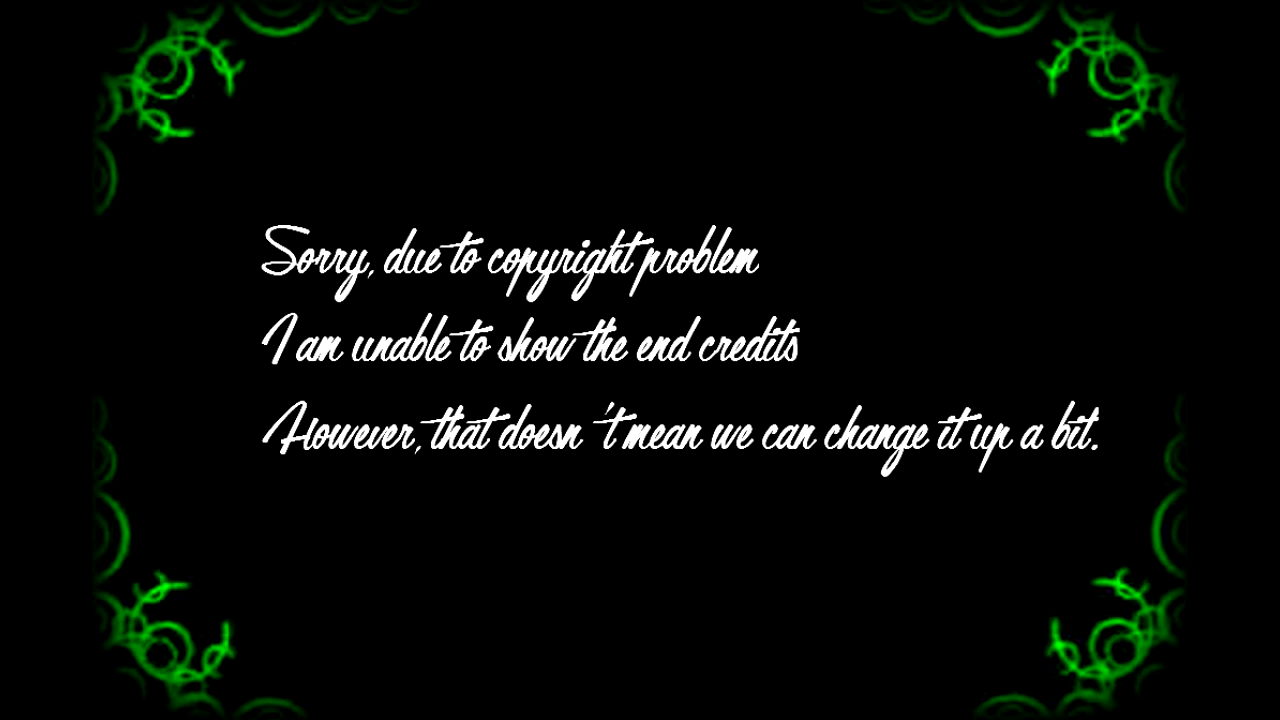 Sorry, due to copyright problem
I am unable to show the end credits
However, that doesn't mean we can change it up a bit.